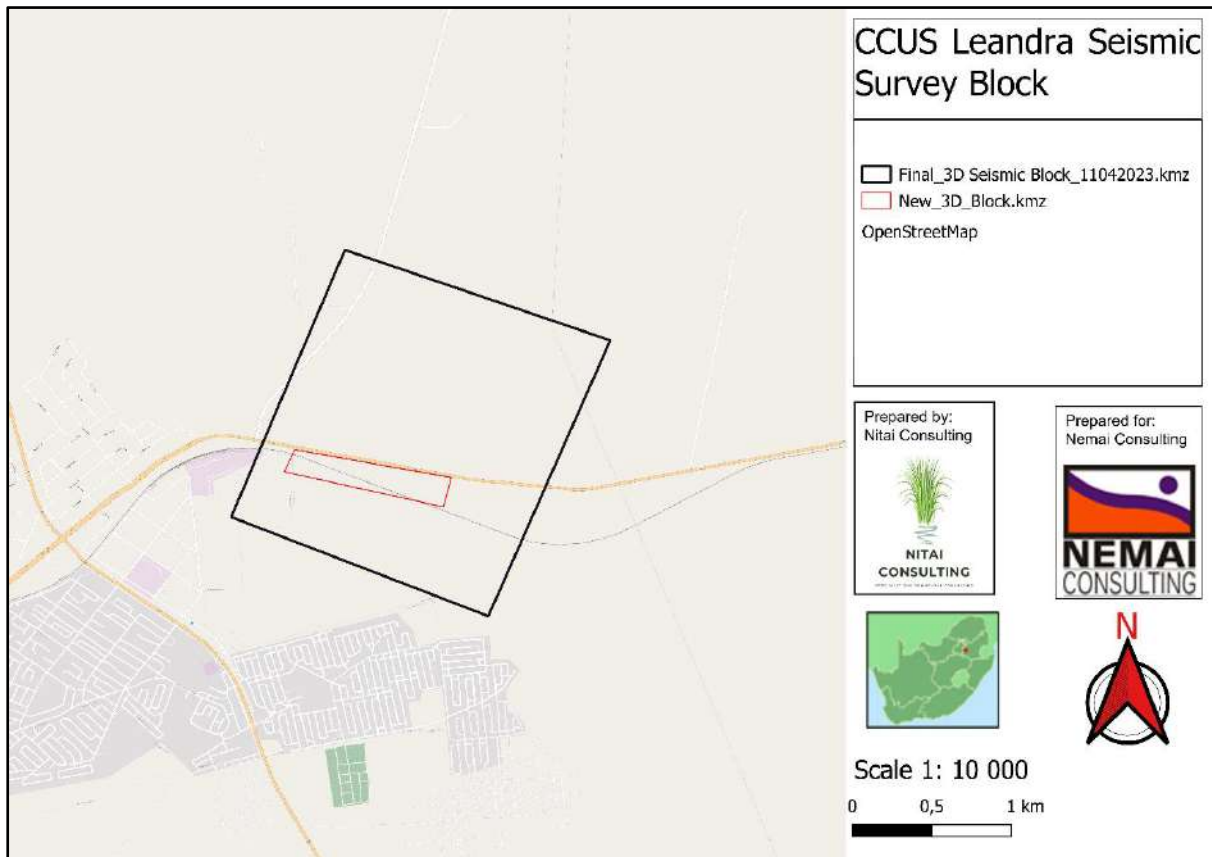 CCUS Leandra Seismic
Survey Block
Final_3D Seismic Block_11042023.kmz
New_3D_Block.kmz
OpenStreetMap
Prepared by:
Nitai Consulting
NITAI
CONSULTING
Prepared for:
Nemai Consulting
NEMAI
CONSULTING
N
Scale 1: 10 000
0 0,5 1 km